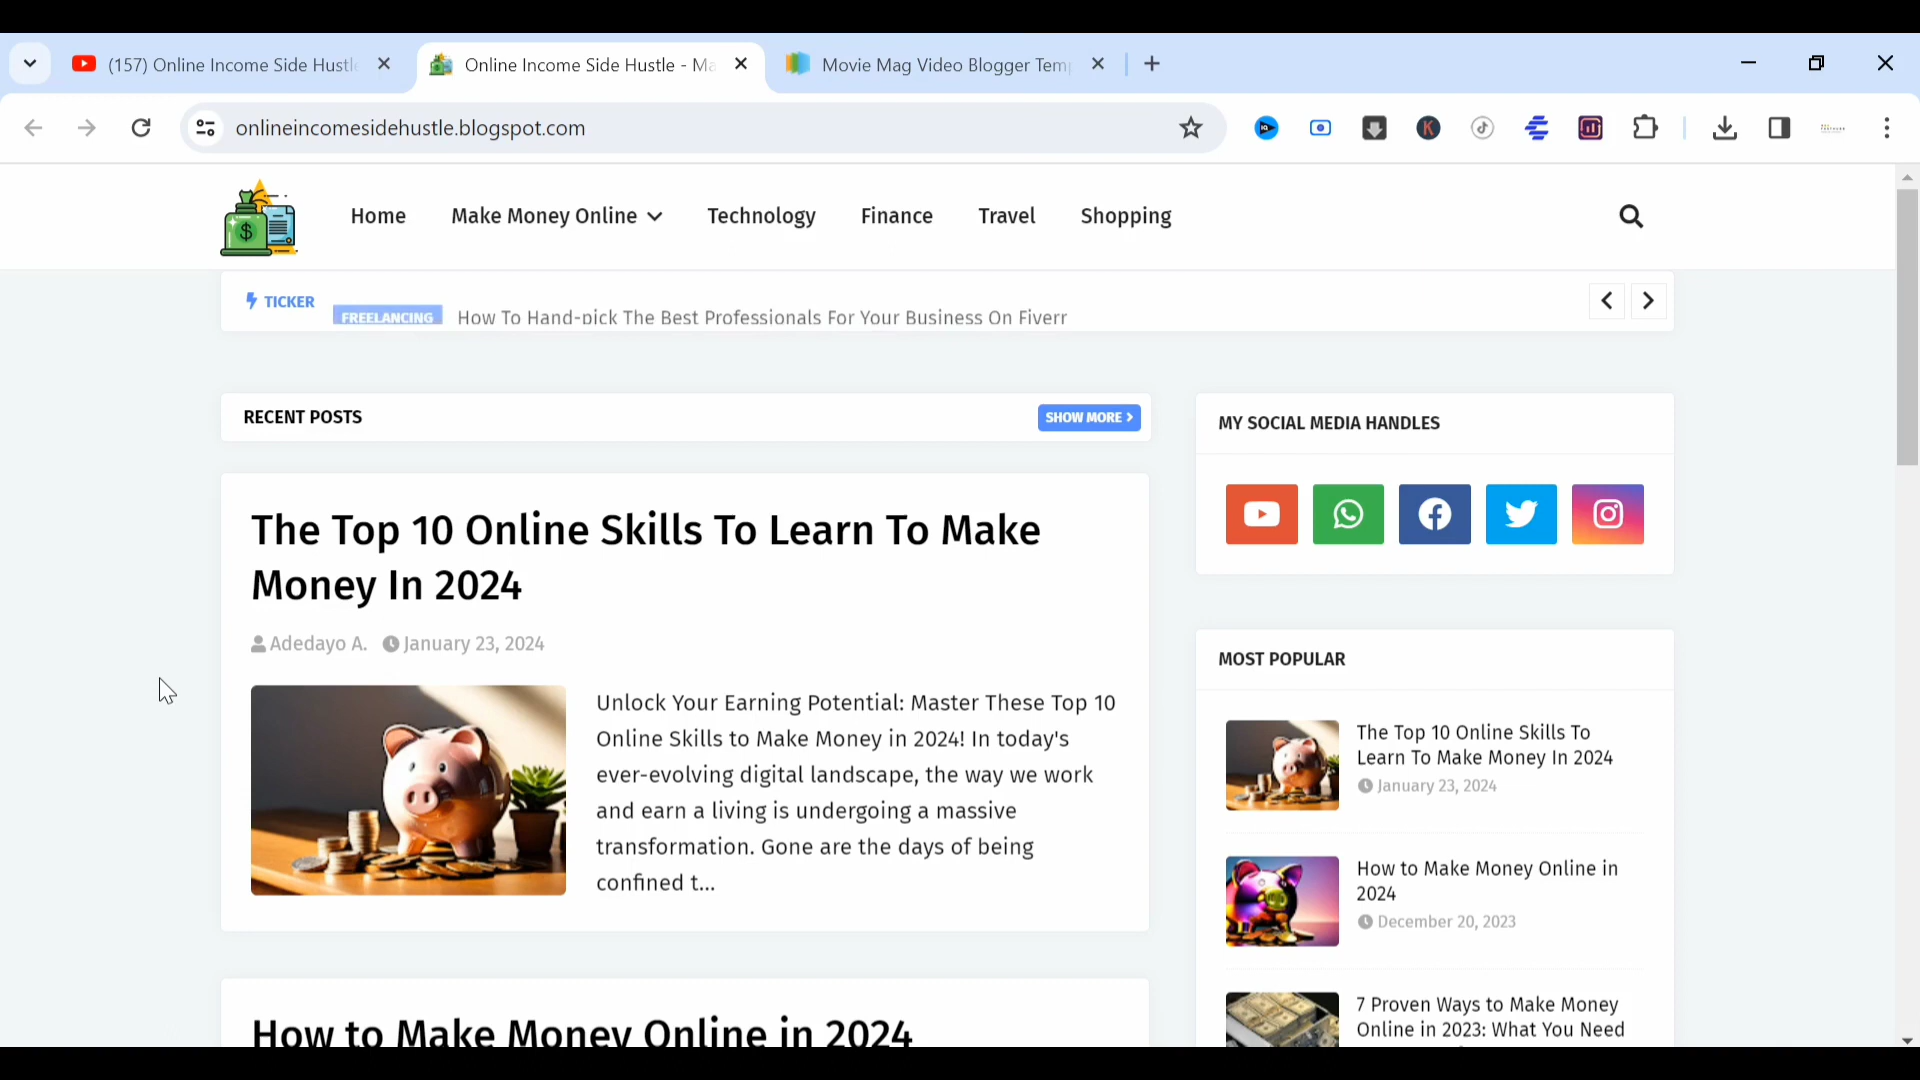 (157) Online Income Side Hustle
Online Income Side Hustle - Ma
Movie Mag Video Blogger Temp
onlineincomesidehustle.blogspot.com
Home
Make Money Online
Technology
Finance
Travel
Shopping
TICKER
FREELANCING
How To Hand-pick The Best Professionals For Your Business On Fiverr
RECENT POSTS
SHOW MORE
The Top 10 Online Skills To Learn To Make
Money In 2024
Adedayo A.
January 23, 2024
Unlock Your Earning Potential: Master These Top 10
Online Skills to Make Money in 2024! In today's
ever-evolving digital landscape, the way we work
and earn a living is undergoing a massive
transformation. Gone are the days of being
confined t...
How to Make Money Online in 2024
MY SOCIAL MEDIA HANDLES
MOST POPULAR
The Top 10 Online Skills To
Learn To Make Money In 2024
January 23, 2024
How to Make Money Online in
2024
December 20, 2023
7 Proven Ways to Make Money
Online in 2023: What You Need